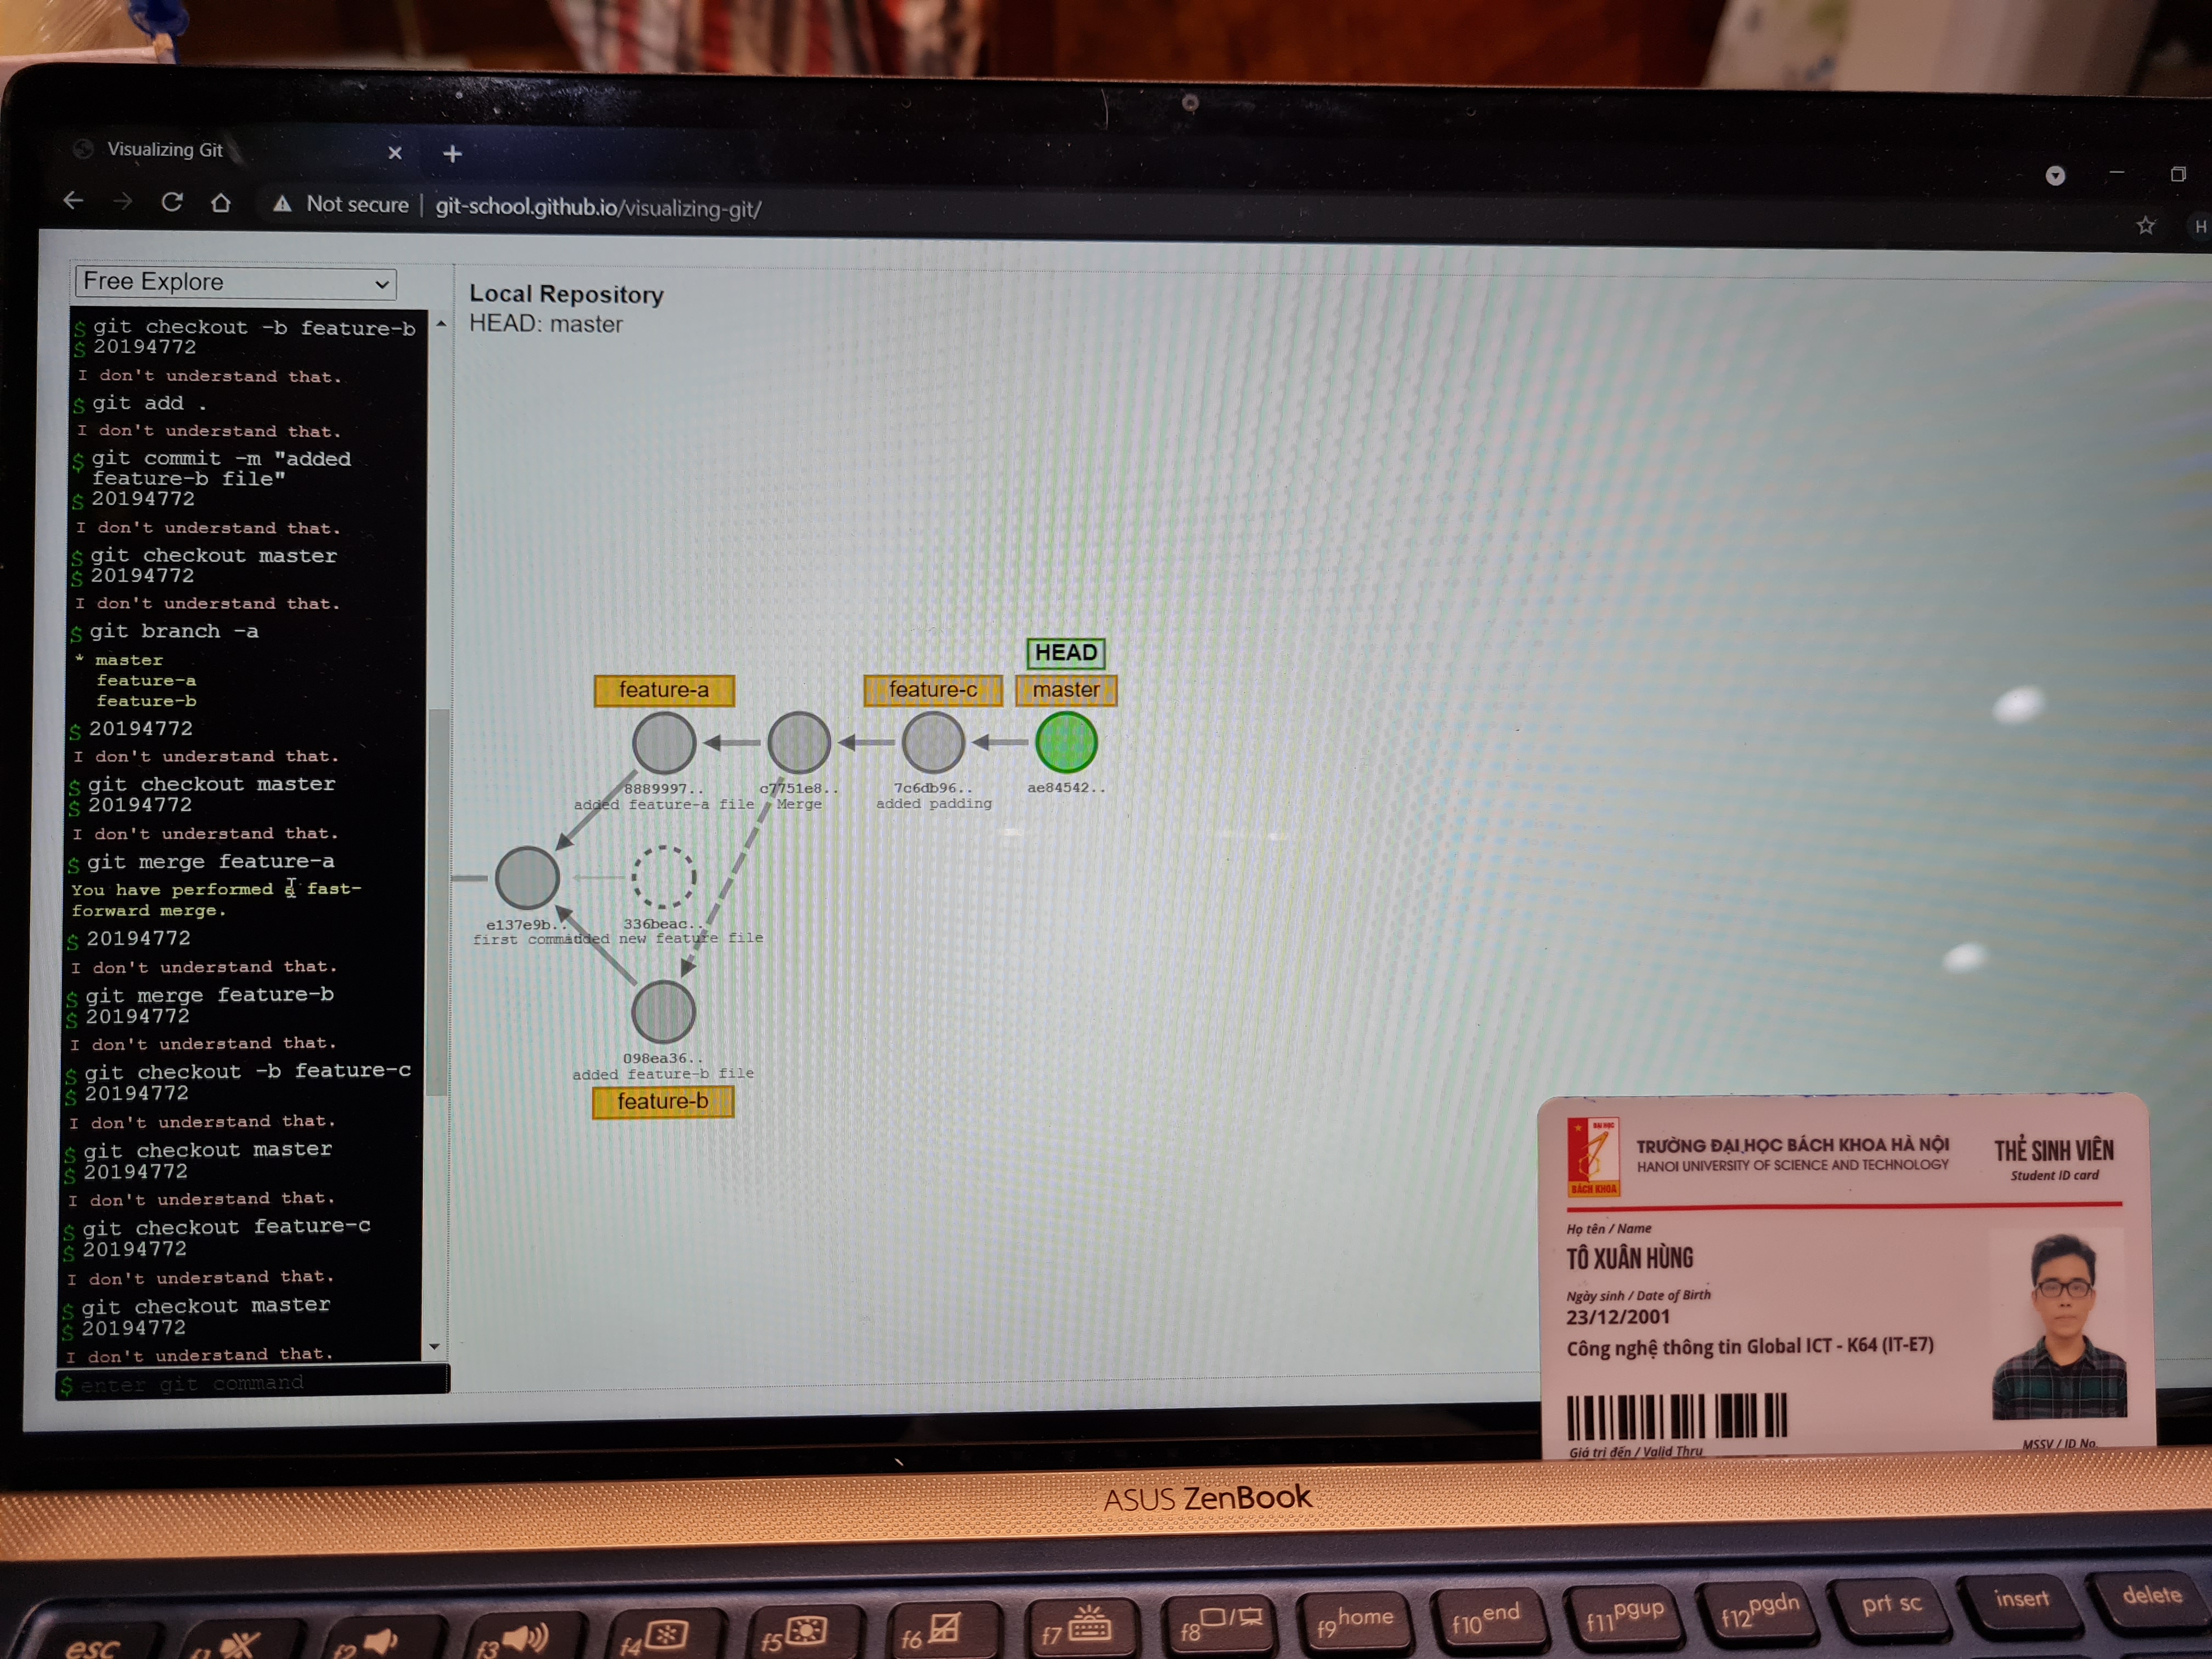 Visualizing Git
Not secure | git-school.github.io/visualizing-git/
H
Free Explore
$ git checkout -b feature-b
$ 20194772
I don't understand that.
$ git add .
I don't understand that.
$ git commit -m "added
feature-b file"
$ 20194772
I don't understand that.
$ git checkout master
$ 20194772
I don't understand that.
$ git branch -a
* master
feature-a
feature-b
$ 20194772
I don't understand that.
$ git checkout master
$ 20194772
I don't understand that.
$ git merge feature-a
You have performed a fast-
forward merge.
$ 20194772
I don't understand that.
$ git merge feature-b
$ 20194772
I don't understand that.
$ git checkout -b feature-c
$ 20194772
I don't understand that.
$ git checkout master
$ 20194772
I don't understand that.
$ git checkout feature-c
$ 20194772
I don't understand that.
$ git checkout master
$ 20194772
I don't understand that.
$ enter git command
Local Repository
HEAD: master
HEAD
feature-a
feature-c
master
8889997..
added feature-a file
c7751e8..
Merge
7c6db96..
added padding
ae84542..
e137e9b..
first
336beac..
new feature file
098ea36..
added feature-b file
feature-b
ĐẠI HỌC
BÁCH KHOA
TRƯỜNG ĐẠI HỌC BÁCH KHOA HÀ NỘI
HANOI UNIVERSITY OF SCIENCE AND TECHNOLOGY
THẺ SINH VIÊN
Student ID card
Họ tên / Name
TÔ XUÂN HÙNG
Ngày sinh / Date of Birth
23/12/2001
Công nghệ thông tin Global ICT - K64 (IT-E7)
Giá trị đến / Valid Thru
MSSV / ID No.
ASUS ZenBook
esc
f1
f2
f3
f4
f5
f6
f7
f8
f9 home
f10 end
f11 pgup
f12 pgdn
prt sc
insert
delete